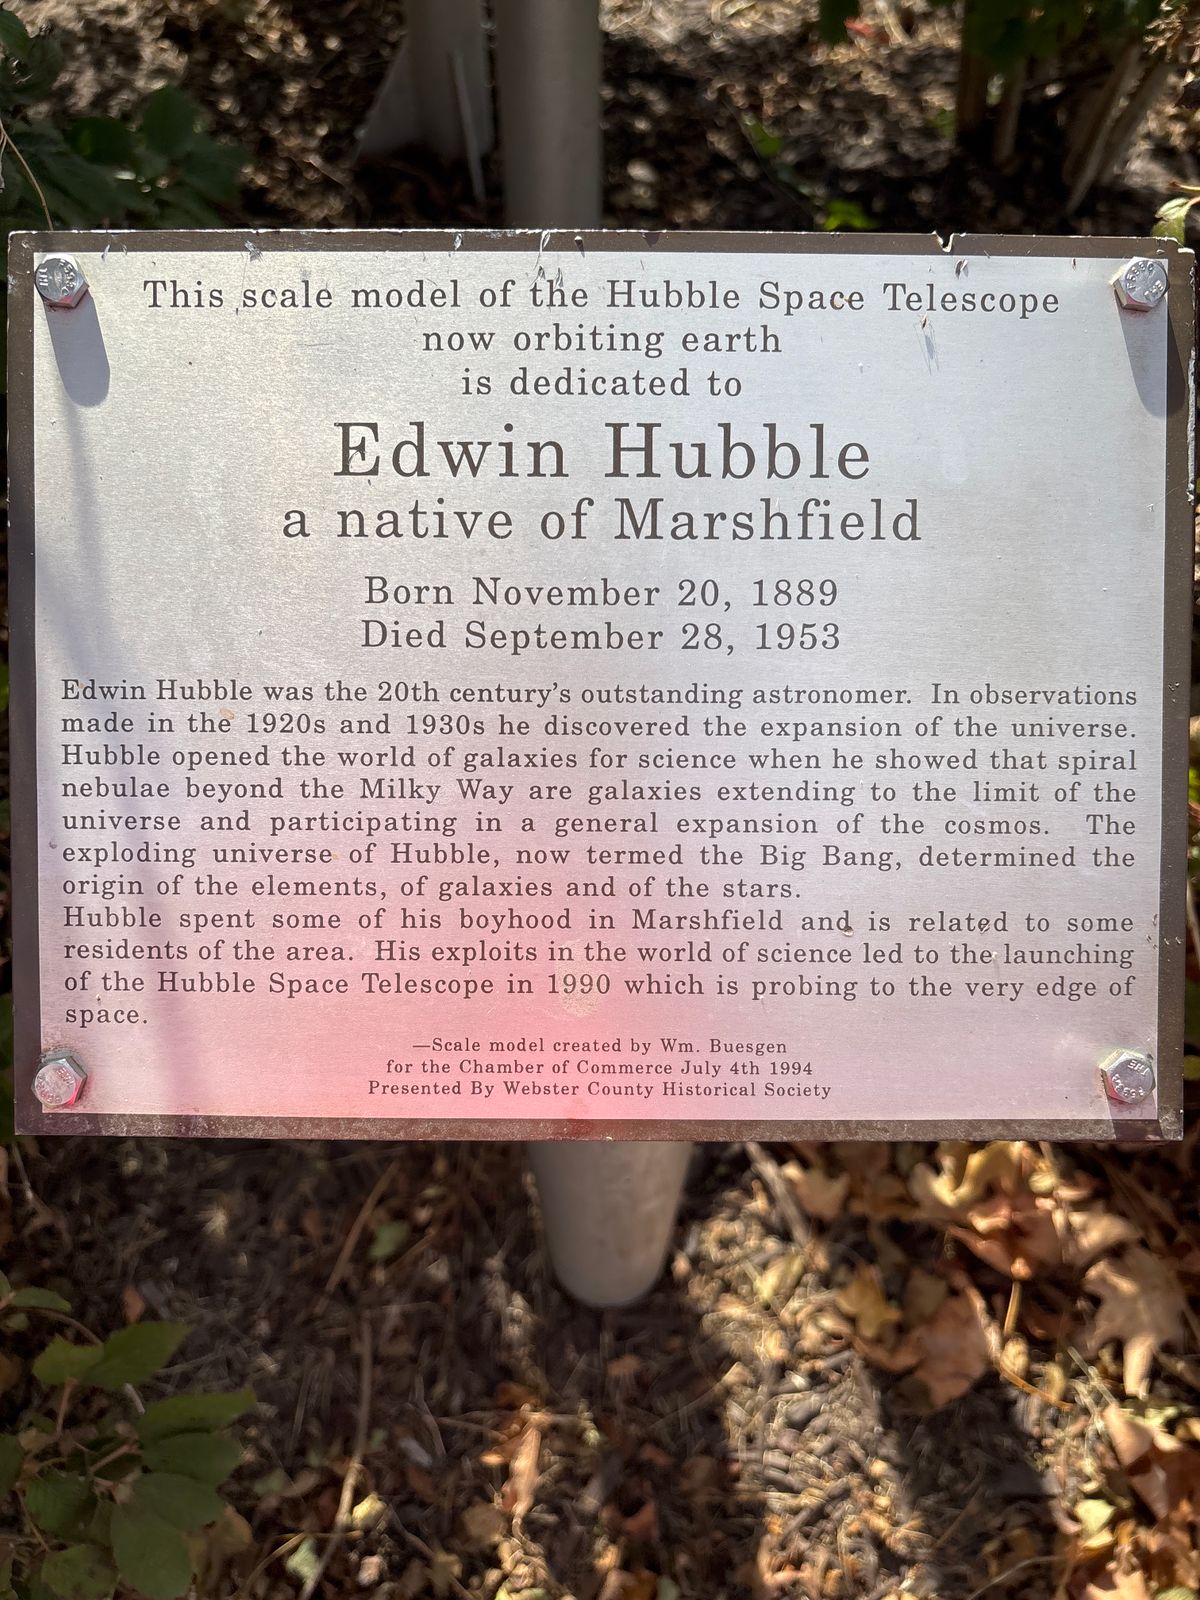 This scale model of the Hubble Space Telescope
now orbiting earth
is dedicated to
Edwin Hubble
a native of Marshfield
Born November 20, 1889
Died September 28, 1953
Edwin Hubble was the 20th century's outstanding astronomer. In observations
made in the 1920s and 1930s he discovered the expansion of the universe.
Hubble opened the world of galaxies for science when he showed that spiral
nebulae beyond the Milky Way are galaxies extending to the limit of the
universe and participating in a general expansion of the cosmos. The
exploding universe of Hubble, now termed the Big Bang, determined the
origin of the elements, of galaxies and of the stars.
Hubble spent some of his boyhood in Marshfield and is related to some
residents of the area. His exploits in the world of science led to the launching
of the Hubble Space Telescope in 1990 which is probing to the very edge of
space.
—Scale model created by Wm. Buesgen
for the Chamber of Commerce July 4th 1994
Presented By Webster County Historical Society